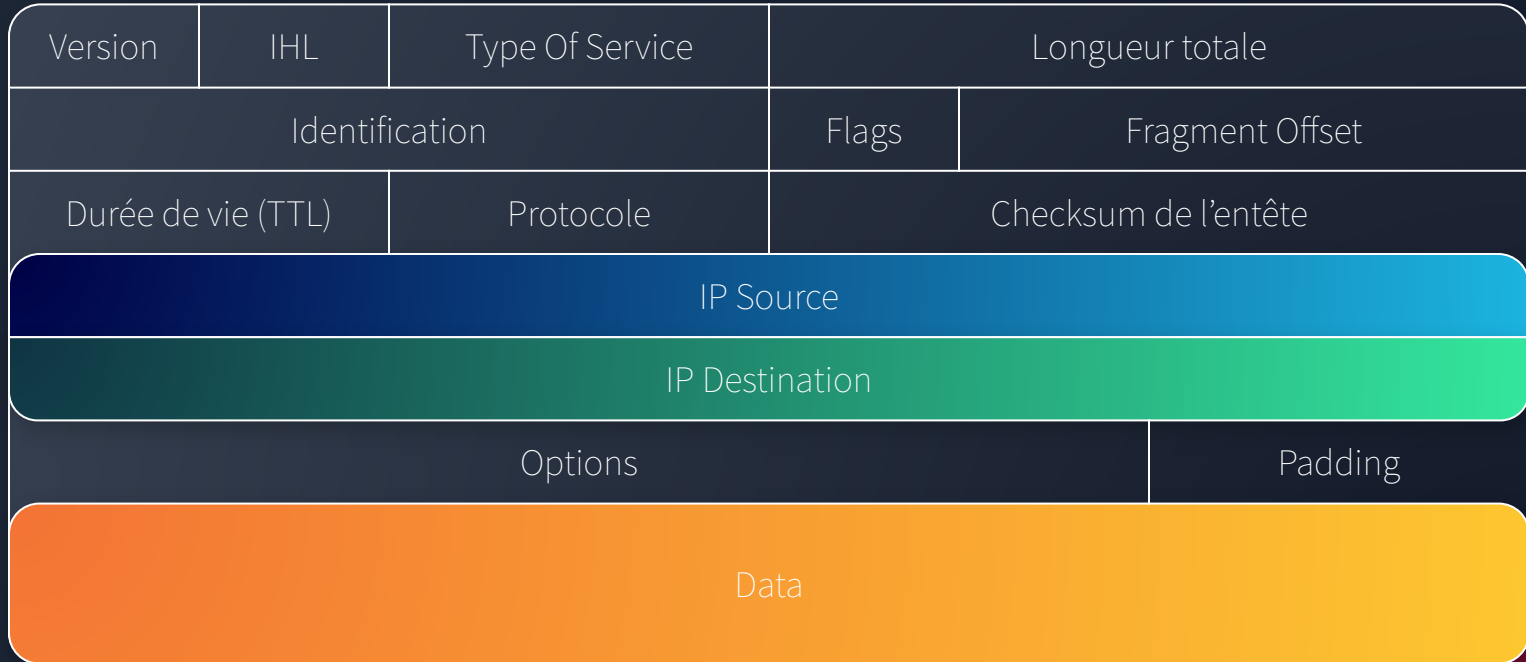 Version IHL Type Of Service Longueur totale
Identification Flags Fragment Offset
Durée de vie (TTL) Protocole Checksum de l’entête
IP Source
IP Destination
Options Padding
Data